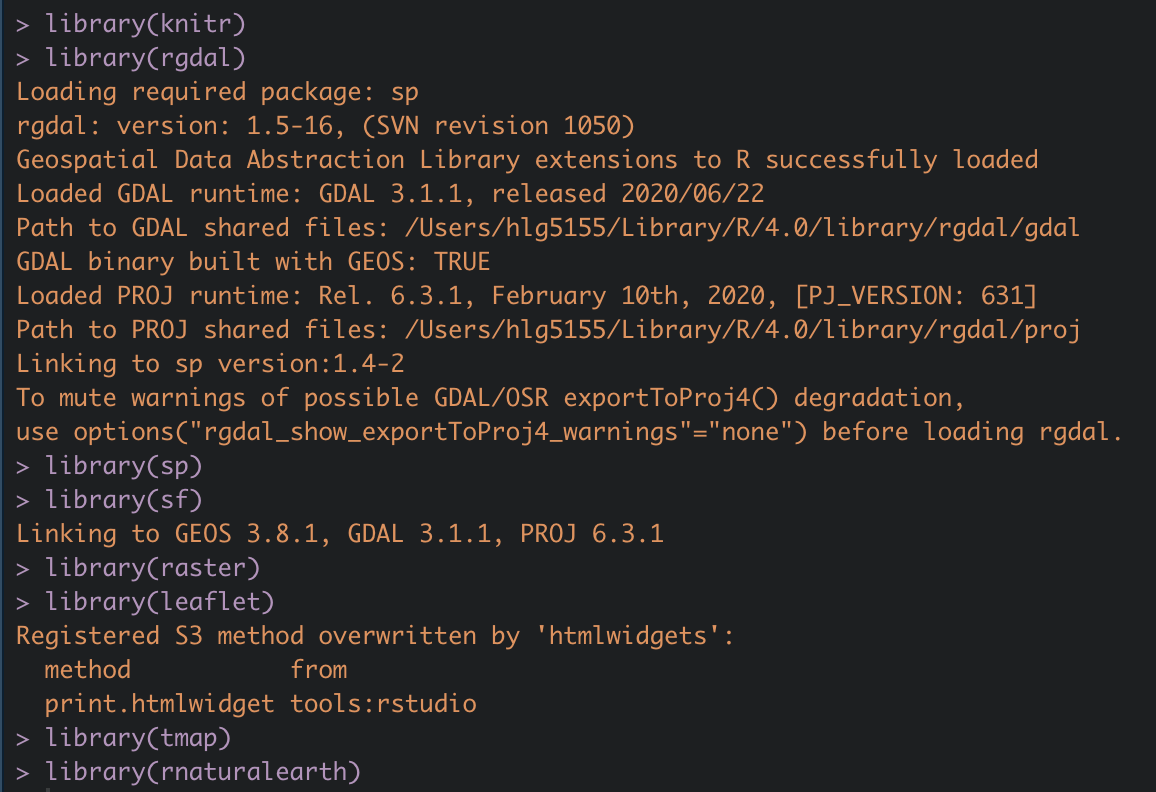 > library(knitr)
> library(rgdal)
Loading required package: sp
rgdal: version: 1.5-16, (SVN revision 1050)
Geospatial Data Abstraction Library extensions to R successfully loaded
Loaded GDAL runtime: GDAL 3.1.1, released 2020/06/22
Path to GDAL shared files: /Users/hlg5155/Library/R/4.0/library/rgdal/gdal
GDAL binary built with GEOS: TRUE
Loaded PROJ runtime: Rel. 6.3.1, February 10th, 2020, [PJ_VERSION: 631]
Path to PROJ shared files: /Users/hlg5155/Library/R/4.0/library/rgdal/proj
Linking to sp version:1.4-2
To mute warnings of possible GDAL/OSR exportToProj4() degradation,
use options("rgdal_show_exportToProj4_warnings"="none") before loading rgdal.
> library(sp)
> library(sf)
Linking to GEOS 3.8.1, GDAL 3.1.1, PROJ 6.3.1
> library(raster)
> library(leaflet)
Registered S3 method overwritten by 'htmlwidgets':
  method           from
  print.htmlwidget tools:rstudio
> library(tmap)
> library(rnaturalearth)